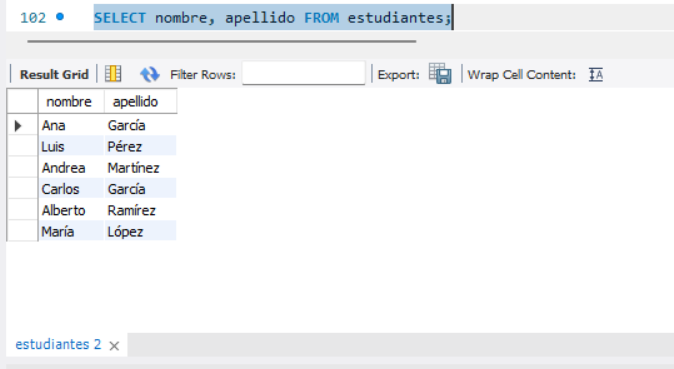 102 SELECT nombre, apellido FROM estudiantes;
Result Grid Filter Rows: Export: Wrap Cell Content: IA
nombre apellido
Ana García
Luis Pérez
Andrea Martínez
Carlos García
Alberto Ramírez
María López
estudiantes 2